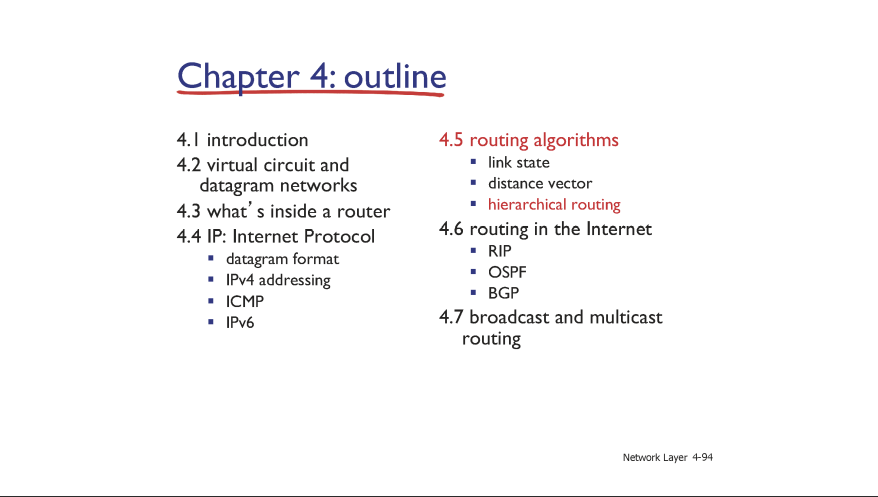 Chapter 4: outline
4.1 introduction
4.2 virtual circuit and
datagram networks
4.3 what’s inside a router
4.4 IP: Internet Protocol
▪ datagram format
▪ IPv4 addressing
▪ ICMP
▪ IPv6
4.5 routing algorithms
▪ link state
▪ distance vector
▪ hierarchical routing
4.6 routing in the Internet
▪ RIP
▪ OSPF
▪ BGP
4.7 broadcast and multicast
routing
Network Layer 4-94